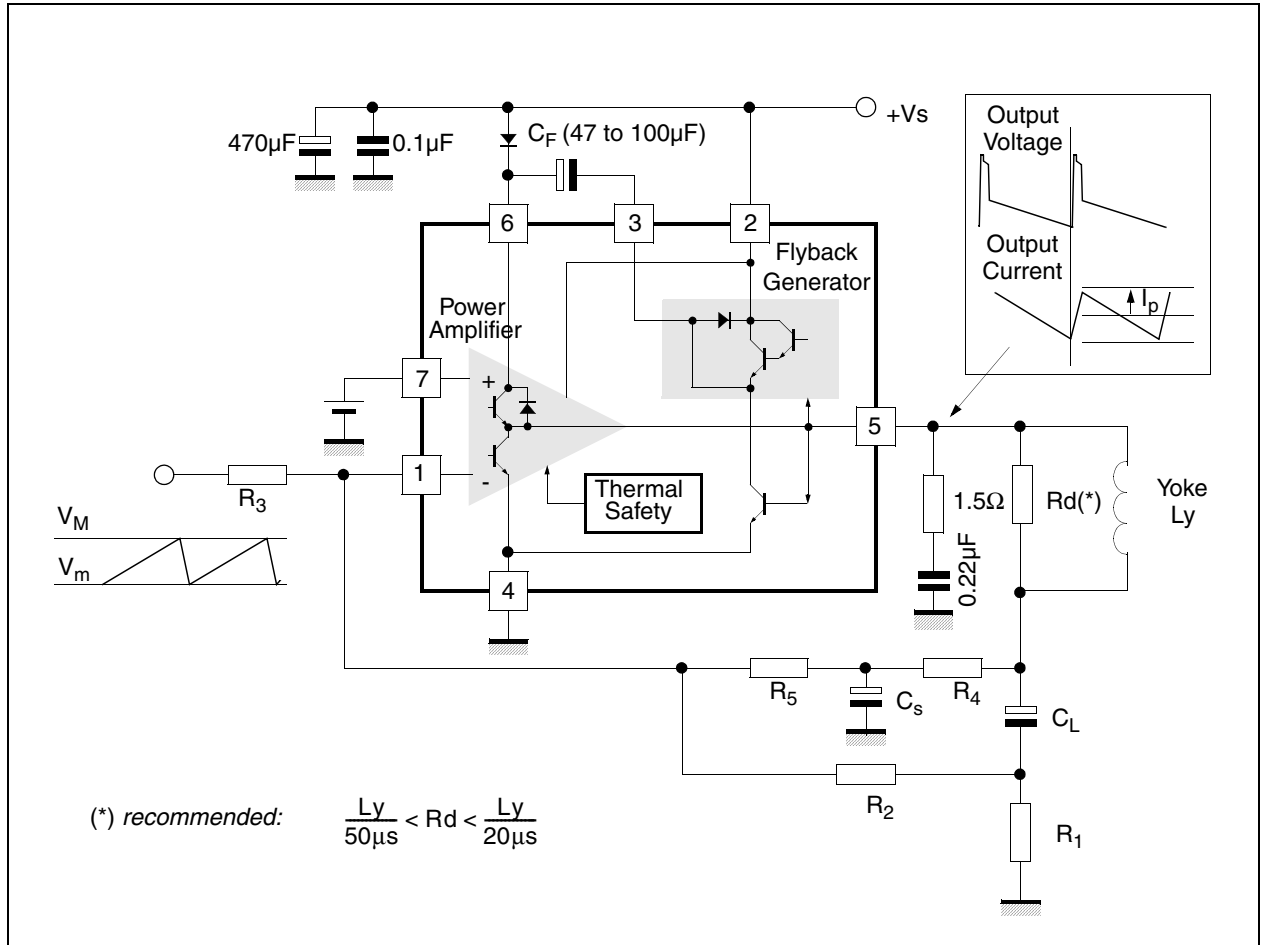 +Vs
470µF
0.1µF
C_F (47 to 100µF)
Output
Voltage
Output
Current
I_p
6
3
2
Flyback
Generator
Power
Amplifier
7
+
1
-
5
Thermal
Safety
4
R_3
V_M
V_m
1.5Ω
0.22µF
Rd(*)
Yoke
Ly
R_5
C_s
R_4
C_L
R_2
R_1
(*) recommended:
Ly
50µs
< Rd <
Ly
20µs